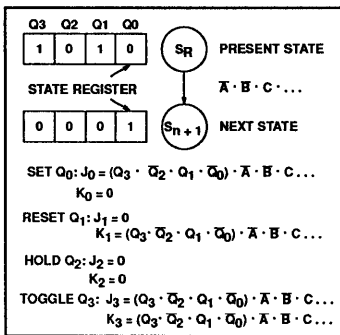 Q3 Q2 Q1 Q0
1 0 1 0
SR
PRESENT STATE
STATE REGISTER
A̅ · B̅ · C · ...
0 0 0 1
Sn + 1
NEXT STATE
SET Q0: J0 = (Q3 · Q̅2 · Q1 · Q̅0) · A̅ · B̅ · C . . .
K0 = 0
RESET Q1: J1 = 0
K1 = (Q3 · Q̅2 · Q1 · Q̅0) · A̅ · B̅ · C . . .
HOLD Q2: J2 = 0
K2 = 0
TOGGLE Q3: J3 = (Q3 · Q̅2 · Q1 · Q̅0) · A̅ · B̅ · C . . .
K3 = (Q3 · Q̅2 · Q1 · Q̅0) · A̅ · B̅ · C . . .